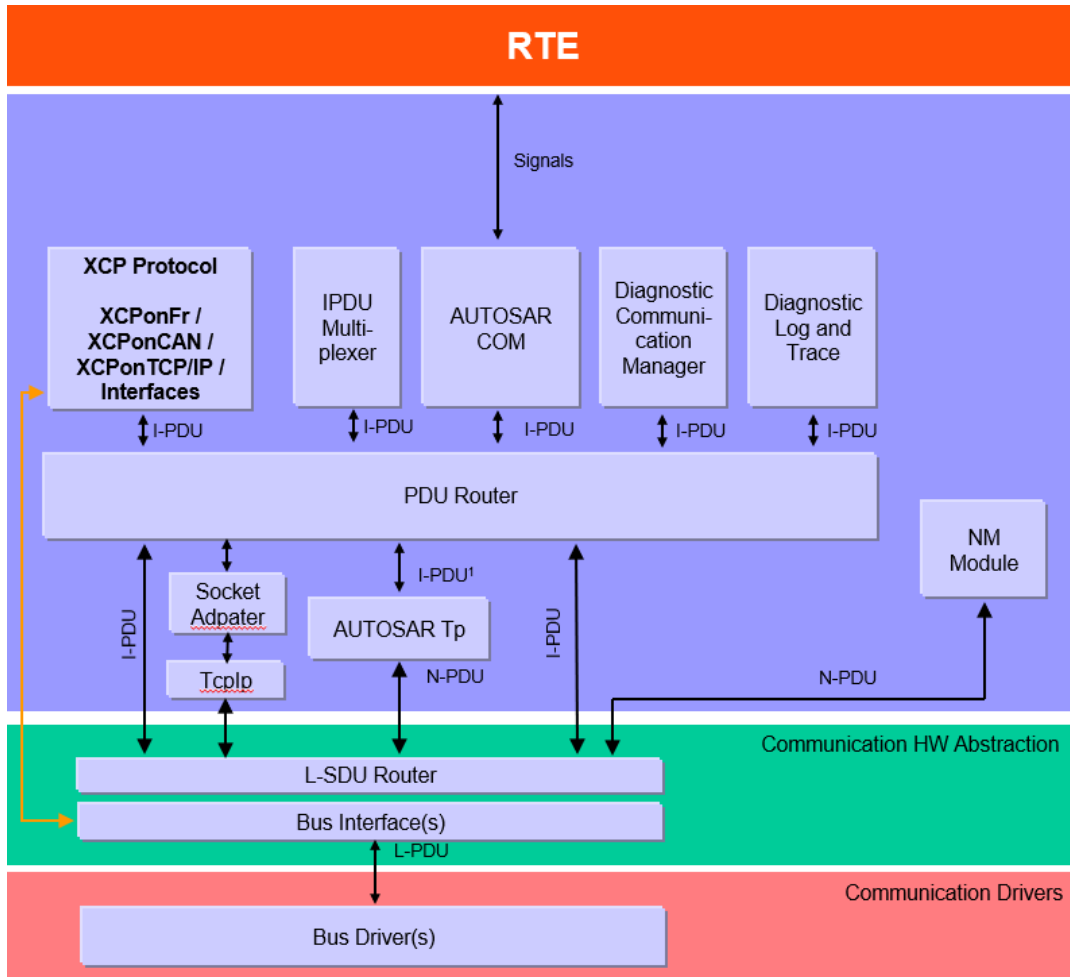 RTE
Signals
XCP Protocol
XCPonFr /
XCPonCAN /
XCPonTCP/IP /
Interfaces
IPDU
Multi-
plexer
AUTOSAR
COM
Diagnostic
Communi-
cation
Manager
Diagnostic
Log and
Trace
I-PDU
I-PDU
I-PDU
I-PDU
I-PDU
PDU Router
NM
Module
I-PDU
Socket
Adpater
TcpIp
I-PDU¹
AUTOSAR Tp
N-PDU
I-PDU
N-PDU
Communication HW Abstraction
L-SDU Router
Bus Interface(s)
L-PDU
Communication Drivers
Bus Driver(s)